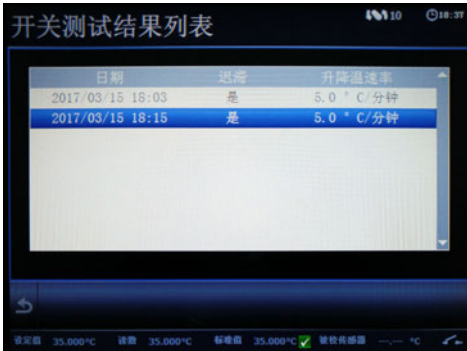 开关测试结果列表
10
18:37
日期 迟滞 升降温速率
2017/03/15 18:03 是 5.0 ° C/分钟
2017/03/15 18:15 是 5.0 ° C/分钟
设定值 35.000°C 读数 35.000°C 标准值 35.000°C 被检传感器 ---.--- °C